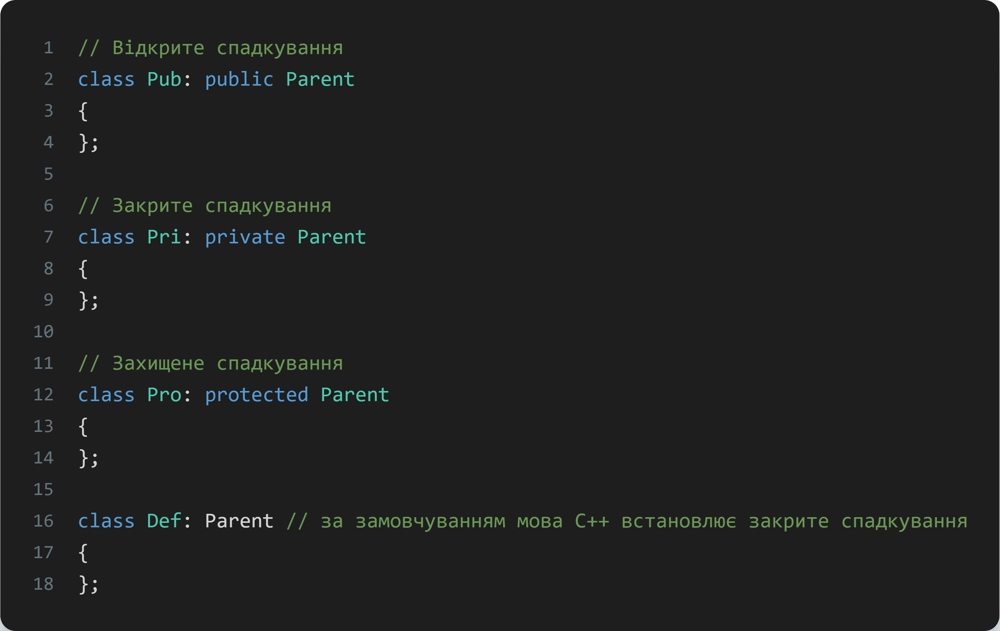 1 // Відкрите спадкування
2 class Pub: public Parent
3 {
4 };
5
6 // Закрите спадкування
7 class Pri: private Parent
8 {
9 };
10
11 // Захищене спадкування
12 class Pro: protected Parent
13 {
14 };
15
16 class Def: Parent // за замовчуванням мова C++ встановлює закрите спадкування
17 {
18 };